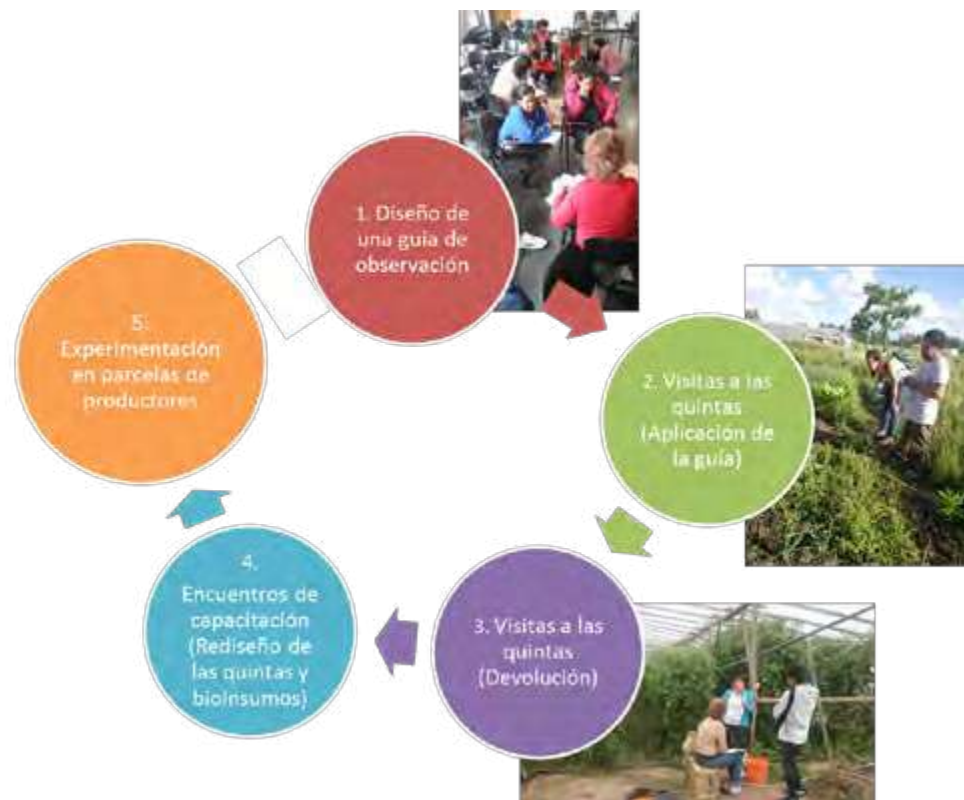 1. Diseño de
una guía de
observación
2. Visitas a las
quintas
(Aplicación de
la guía)
3. Visitas a las
quintas
(Devolución)
4.
Encuentros de
capacitación
(Rediseño de
las quintas y
bioinsumos)
5.
Experimentación
en parcelas de
productores